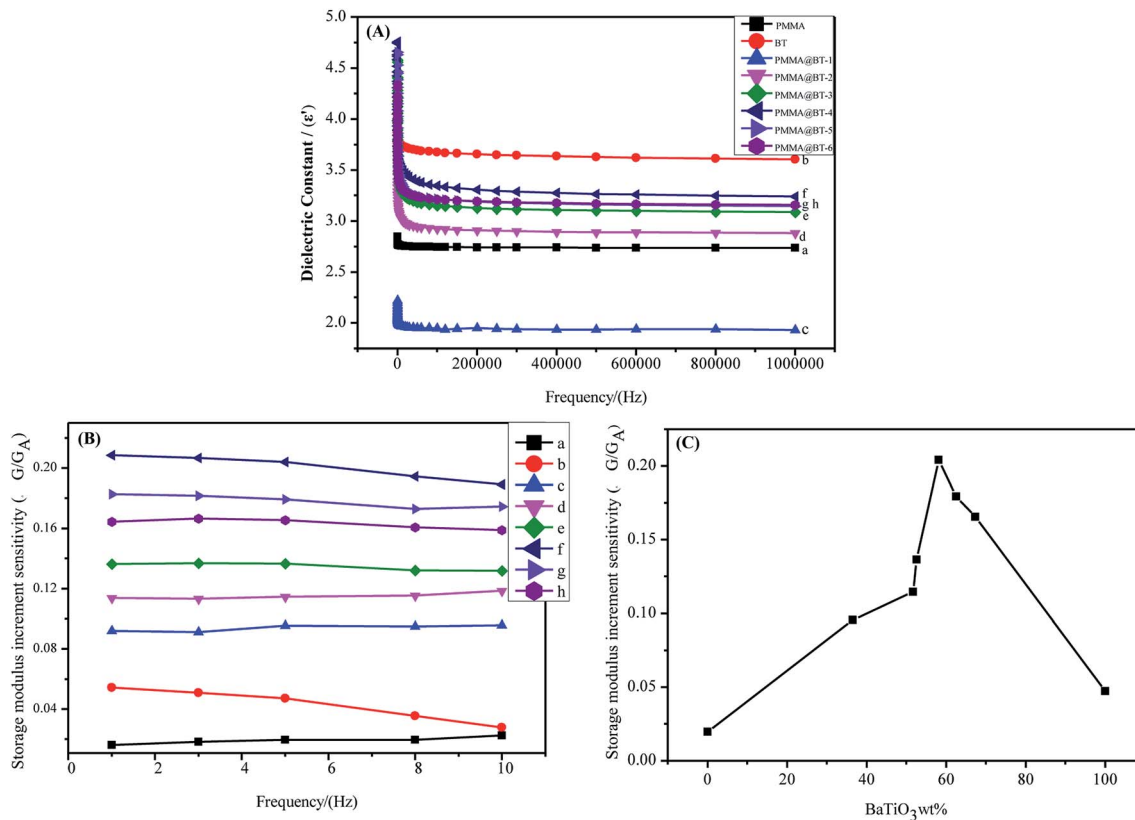 (A)
5.0
4.5
4.0
3.5
3.0
2.5
2.0
Dielectric Constant / (ε')
PMMA
BT
PMMA@BT-1
PMMA@BT-2
PMMA@BT-3
PMMA@BT-4
PMMA@BT-5
PMMA@BT-6
b
f
g h
e
d
a
c
0 200000 400000 600000 800000 1000000
Frequency/(Hz)
(B)
0.20
0.16
0.12
0.08
0.04
Storage modulus increment sensitivity (. G/GA)
a
b
c
d
e
f
g
h
0 2 4 6 8 10
Frequency/(Hz)
(C)
0.20
0.15
0.10
0.05
0.00
Storage modulus increment sensitivity (. G/GA)
0 20 40 60 80 100
BaTiO3wt%